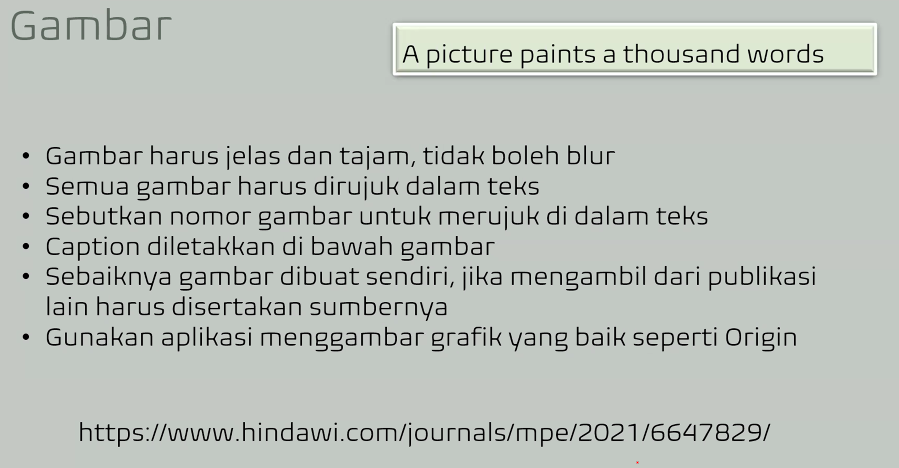 Gambar
A picture paints a thousand words
• Gambar harus jelas dan tajam, tidak boleh blur
• Semua gambar harus dirujuk dalam teks
• Sebutkan nomor gambar untuk merujuk di dalam teks
• Caption diletakkan di bawah gambar
• Sebaiknya gambar dibuat sendiri, jika mengambil dari publikasi
lain harus disertakan sumbernya
• Gunakan aplikasi menggambar grafik yang baik seperti Origin
https://www.hindawi.com/journals/mpe/2021/6647829/